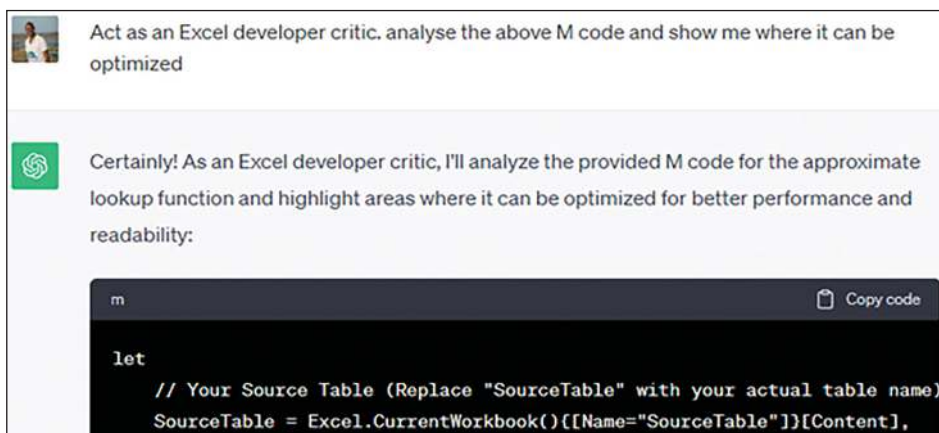 Act as an Excel developer critic. analyse the above M code and show me where it can be
optimized
Certainly! As an Excel developer critic, I'll analyze the provided M code for the approximate
lookup function and highlight areas where it can be optimized for better performance and
readability:
m Copy code
let
// Your Source Table (Replace "SourceTable" with your actual table name)
SourceTable = Excel.CurrentWorkbook(){[Name="SourceTable"]}[Content],